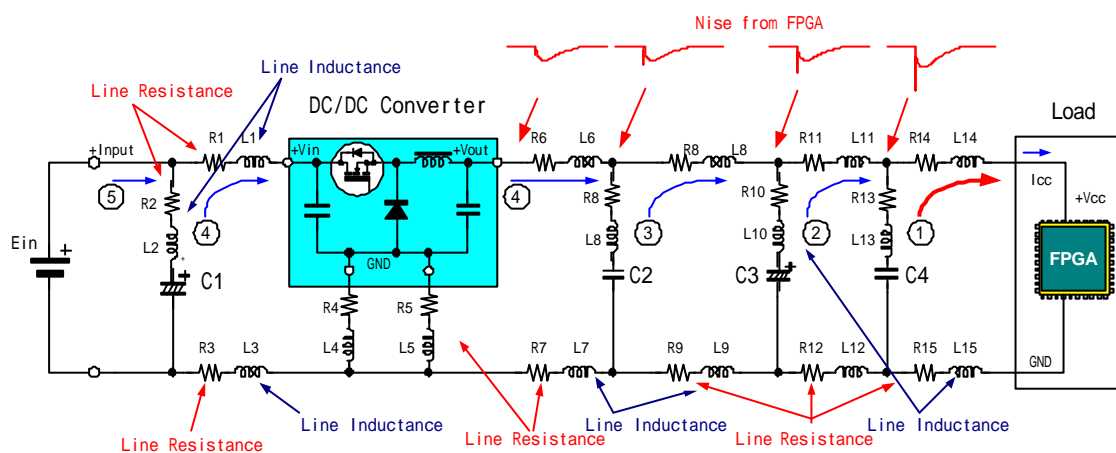 Nise from FPGA
Line Inductance
Line Resistance
DC/DC Converter
Load
+Input
R1
L1
+Vin
+Vout
R6
L6
R8
L8
R11
L11
R14
L14
5
R2
4
4
R8
3
R10
2
R13
1
Icc
+Vcc
Ein
+
L2
+
C1
GND
L8
C2
L10
C3
+
L13
C4
FPGA
R4
R5
L4
L5
R3
L3
R7
L7
R9
L9
R12
L12
R15
L15
GND
Line Resistance
Line Inductance
Line Resistance
Line Inductance
Line Resistance
Line Inductance